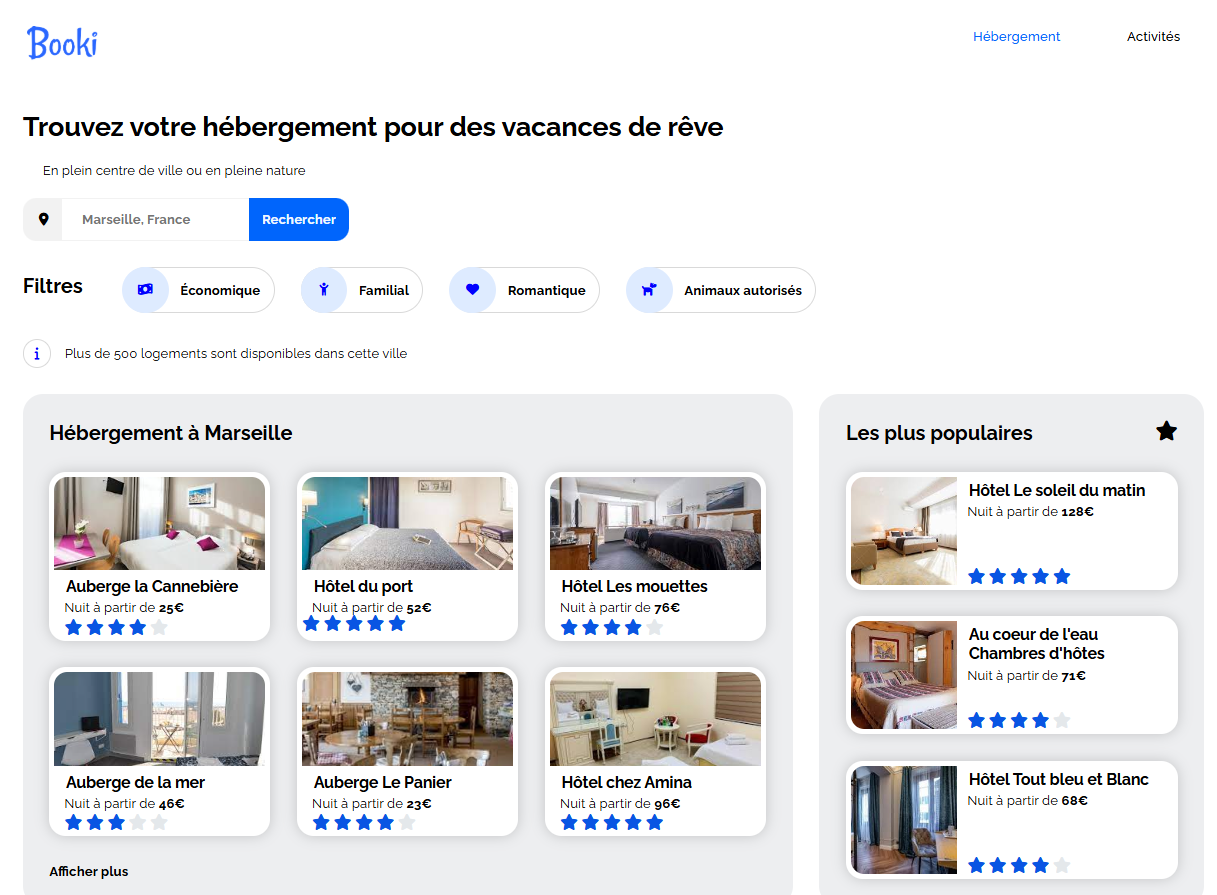 Booki
Hébergement
Activités
Trouvez votre hébergement pour des vacances de rêve
En plein centre de ville ou en pleine nature
Marseille, France
Rechercher
Filtres
Économique
Familial
Romantique
Animaux autorisés
Plus de 500 logements sont disponibles dans cette ville
Hébergement à Marseille
Auberge la Cannebière
Nuit à partir de 25€
Hôtel du port
Nuit à partir de 52€
Hôtel Les mouettes
Nuit à partir de 76€
Auberge de la mer
Nuit à partir de 46€
Auberge Le Panier
Nuit à partir de 23€
Hôtel chez Amina
Nuit à partir de 96€
Afficher plus
Les plus populaires
Hôtel Le soleil du matin
Nuit à partir de 128€
Au coeur de l'eau
Chambres d'hôtes
Nuit à partir de 71€
Hôtel Tout bleu et Blanc
Nuit à partir de 68€